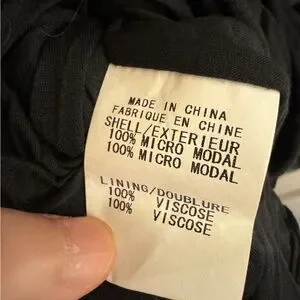 MADE IN CHINA
FABRIQUE EN CHINE
SHELL/EXTERIEUR
100% MICRO MODAL
100% MICRO MODAL
LINING/DOUBLURE
100% VISCOSE
100% VISCOSE